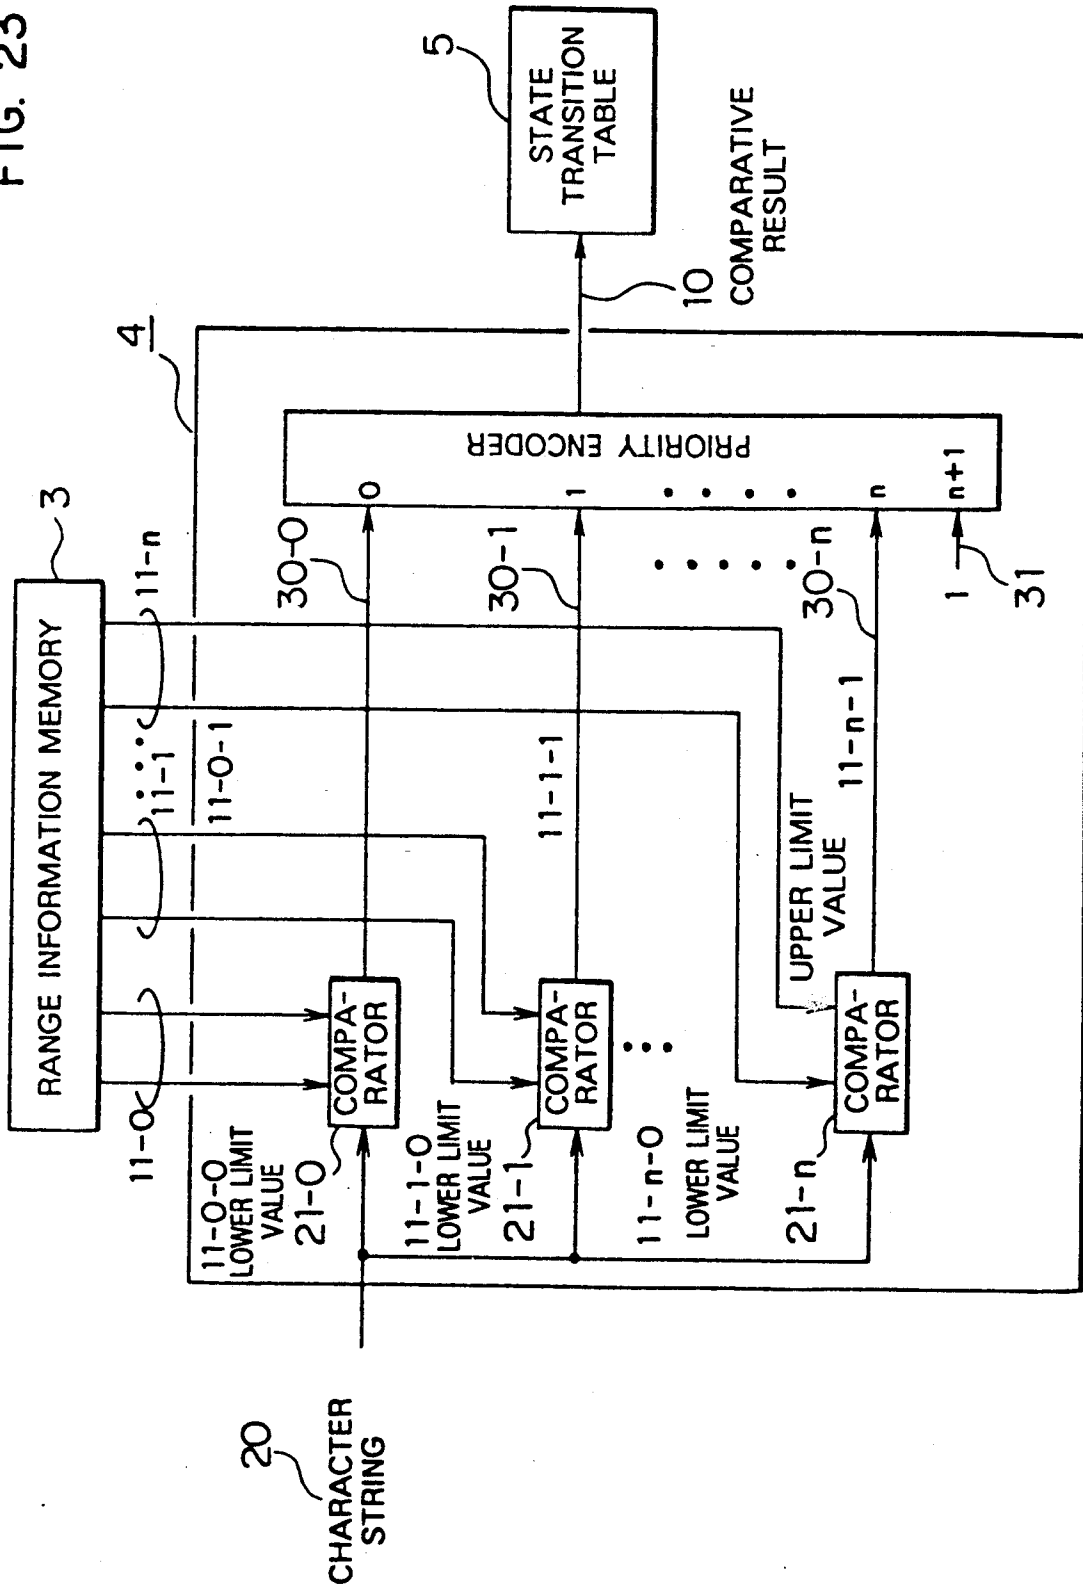 FIG. 23
RANGE INFORMATION MEMORY
3
11-0
11-1
11-n
4
11-0-0
LOWER LIMIT
VALUE
11-0-1
21-0
COMPA-
RATOR
30-0
0
11-1-0
LOWER LIMIT
VALUE
21-1
COMPA-
RATOR
11-1-1
30-1
1
11-n-0
LOWER LIMIT
VALUE
21-n
COMPA-
RATOR
UPPER LIMIT
VALUE
11-n-1
30-n
n
1
31
n+1
PRIORITY ENCODER
20
CHARACTER
STRING
10
COMPARATIVE
RESULT
5
STATE
TRANSITION
TABLE